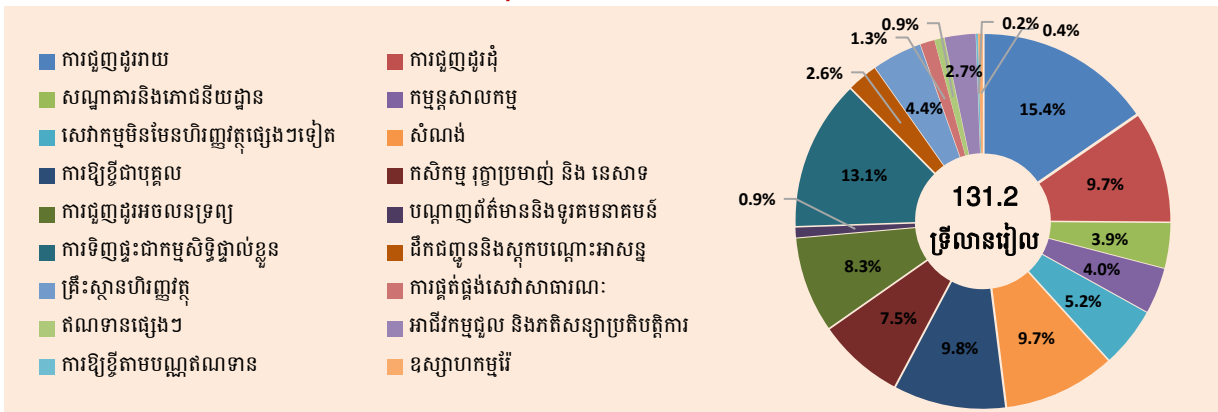 ការជួញដូររាយ
ការជួញដូរដុំ
សណ្ឋាគារនិងភោជនីយដ្ឋាន
កម្មន្តសាលកម្ម
សេវាកម្មមិនមែនហិរញ្ញវត្ថុផ្សេងៗទៀត
សំណង់
ការឱ្យខ្ចីជាបុគ្គល
កសិកម្ម រុក្ខាប្រមាញ់ និង នេសាទ
ការជួញដូរអចលនទ្រព្យ
បណ្តាញព័ត៌មាននិងទូរគមនាគមន៍
ការទិញផ្ទះជាកម្មសិទ្ធិផ្ទាល់ខ្លួន
ដឹកជញ្ជូននិងស្តុកបណ្តោះអាសន្ន
គ្រឹះស្ថានហិរញ្ញវត្ថុ
ការផ្គត់ផ្គង់សេវាសាធារណៈ
ឥណទានផ្សេងៗ
អាជីវកម្មជួល និងភតិសន្យាប្រតិបត្តិការ
ការឱ្យខ្ចីតាមបណ្ណឥណទាន
ឧស្សាហកម្មរ៉ែ
15.4%
9.7%
3.9%
4.0%
5.2%
9.7%
9.8%
7.5%
8.3%
0.9%
13.1%
2.6%
4.4%
1.3%
0.9%
2.7%
0.2%
0.4%
131.2
ទ្រីលានរៀល